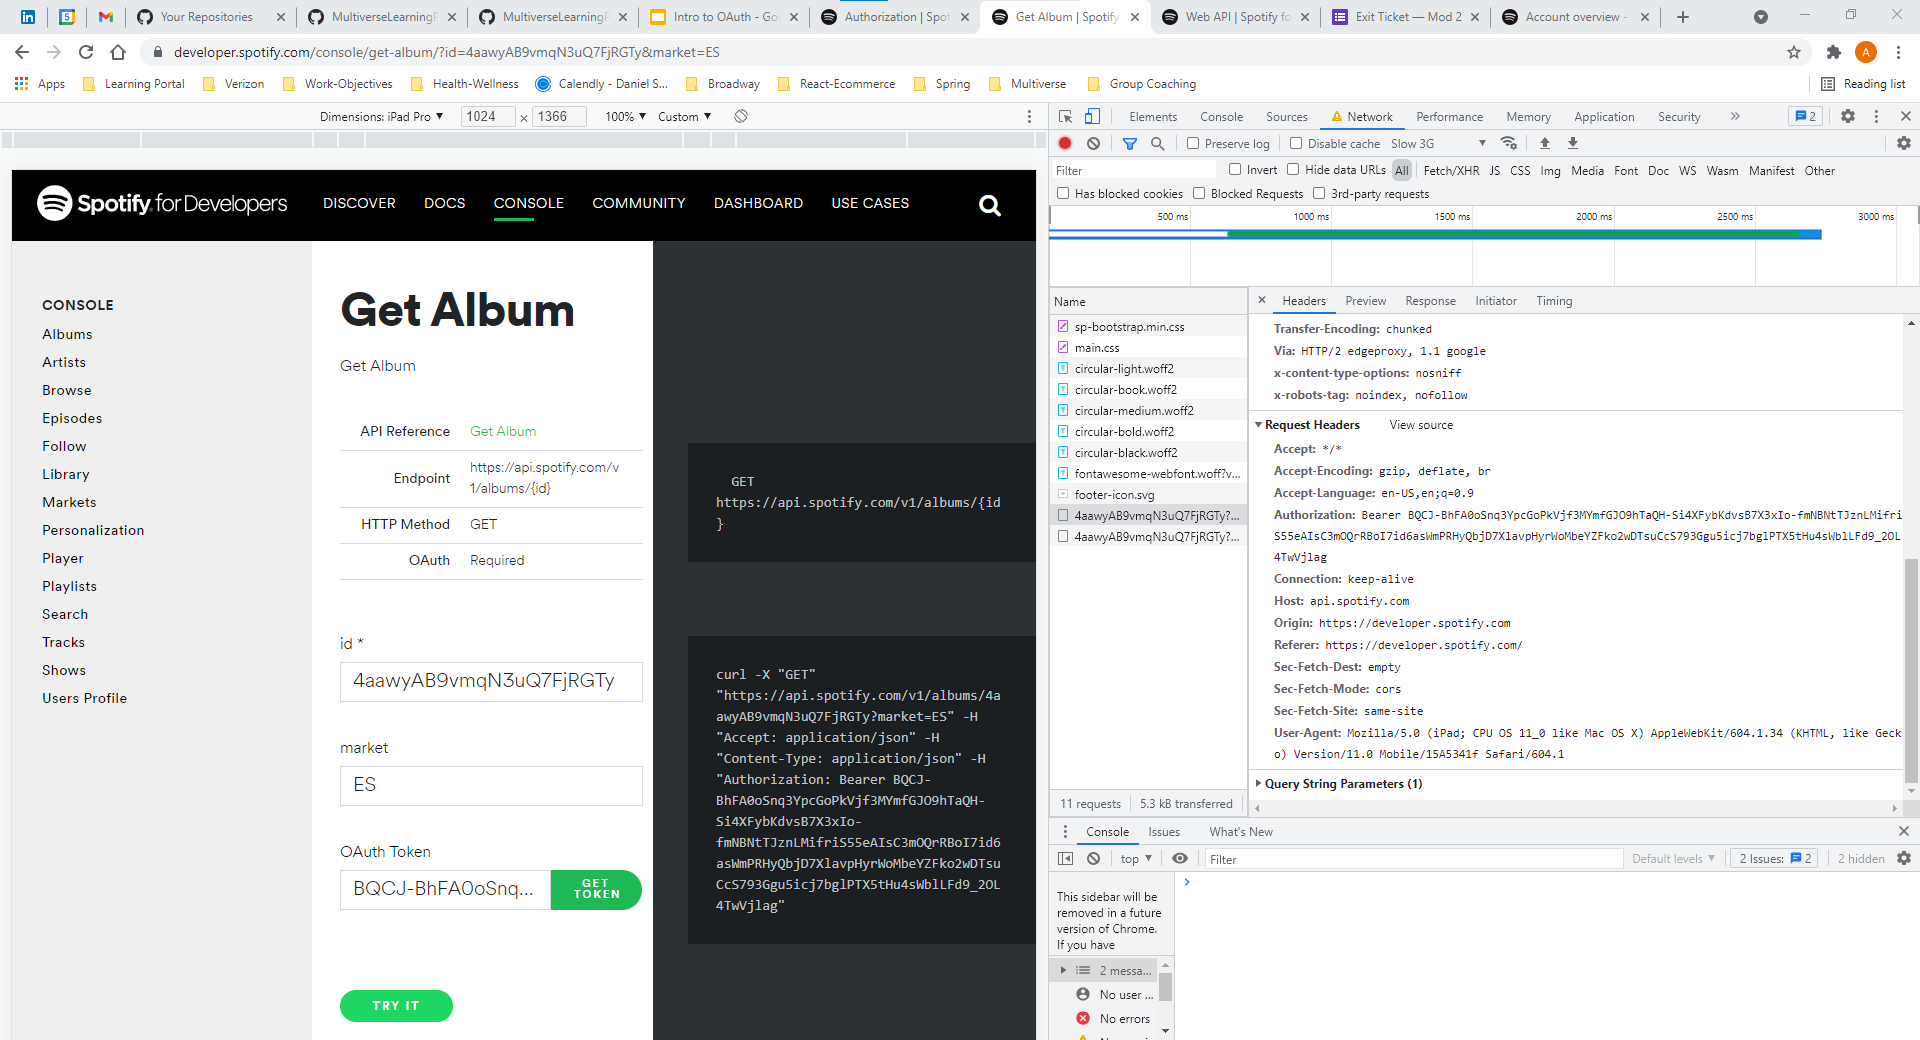 Your Repositories
MultiverseLearningP
MultiverseLearningP
Intro to OAuth - Goo
Authorization | Spot
Get Album | Spotify
Web API | Spotify fo
Exit Ticket — Mod 2
Account overview -
developer.spotify.com/console/get-album/?id=4aawyAB9vmqN3uQ7FjRGTy&market=ES
A
Apps
Learning Portal
Verizon
Work-Objectives
Health-Wellness
Calendly - Daniel S...
Broadway
React-Ecommerce
Spring
Multiverse
Group Coaching
Reading list
Dimensions: iPad Pro ▼ 1024 × 1366 100% ▼ Custom ▼
Spotify for Developers
DISCOVER DOCS CONSOLE COMMUNITY DASHBOARD USE CASES
CONSOLE
Albums
Artists
Browse
Episodes
Follow
Library
Markets
Personalization
Player
Playlists
Search
Tracks
Shows
Users Profile
Get Album
Get Album
API Reference Get Album
Endpoint https://api.spotify.com/v
1/albums/{id}
HTTP Method GET
OAuth Required
id *
4aawyAB9vmqN3uQ7FjRGTy
market
ES
OAuth Token
BQCJ-BhFA0oSnq...
GET
TOKEN
TRY IT
GET
https://api.spotify.com/v1/albums/{id
}
curl -X "GET"
"https://api.spotify.com/v1/albums/4a
awyAB9vmqN3uQ7FjRGTy?market=ES" -H
"Accept: application/json" -H
"Content-Type: application/json" -H
"Authorization: Bearer BQCJ-
BhFA0oSnq3YpcGoPkVjf3MYmfGJO9hTaQH-
Si4XFybKdvsB7X3xIo-
fmNBNtTJznLMifriS55eAIsC3mOQrRBoI7id6
asWmPRHyQbjD7XlavpHyrWoMbeYZFko2wDTsu
CcS793Ggu5icj7bglPTX5tHu4sWblLFd9_2OL
4TwVjlag"
Elements Console Sources Network Performance Memory Application Security » 2
Preserve log Disable cache Slow 3G ▼
Filter Invert Hide data URLs All Fetch/XHR JS CSS Img Media Font Doc WS Wasm Manifest Other
Has blocked cookies Blocked Requests 3rd-party requests
500 ms 1000 ms 1500 ms 2000 ms 2500 ms 3000 ms
Name
sp-bootstrap.min.css
main.css
circular-light.woff2
circular-book.woff2
circular-medium.woff2
circular-bold.woff2
circular-black.woff2
fontawesome-webfont.woff?v...
footer-icon.svg
4aawyAB9vmqN3uQ7FjRGTy?...
4aawyAB9vmqN3uQ7FjRGTy?...
11 requests 5.3 kB transferred
Headers Preview Response Initiator Timing
Transfer-Encoding: chunked
Via: HTTP/2 edgeproxy, 1.1 google
x-content-type-options: nosniff
x-robots-tag: noindex, nofollow
Request Headers View source
Accept: */*
Accept-Encoding: gzip, deflate, br
Accept-Language: en-US,en;q=0.9
Authorization: Bearer BQCJ-BhFA0oSnq3YpcGoPkVjf3MYmfGJO9hTaQH-Si4XFybKdvsB7X3xIo-fmNBNtTJznLMifri
S55eAIsC3mOQrRBoI7id6asWmPRHyQbjD7XlavpHyrWoMbeYZFko2wDTsuCcS793Ggu5icj7bglPTX5tHu4sWblLFd9_2OL
4TwVjlag
Connection: keep-alive
Host: api.spotify.com
Origin: https://developer.spotify.com
Referer: https://developer.spotify.com/
Sec-Fetch-Dest: empty
Sec-Fetch-Mode: cors
Sec-Fetch-Site: same-site
User-Agent: Mozilla/5.0 (iPad; CPU OS 11_0 like Mac OS X) AppleWebKit/604.1.34 (KHTML, like Geck
o) Version/11.0 Mobile/15A5341f Safari/604.1
Query String Parameters (1)
Console Issues What's New
top ▼ Filter Default levels ▼ 2 Issues: 2 2 hidden
This sidebar will be
removed in a future
version of Chrome.
If you have
2 messa...
No user ...
No errors